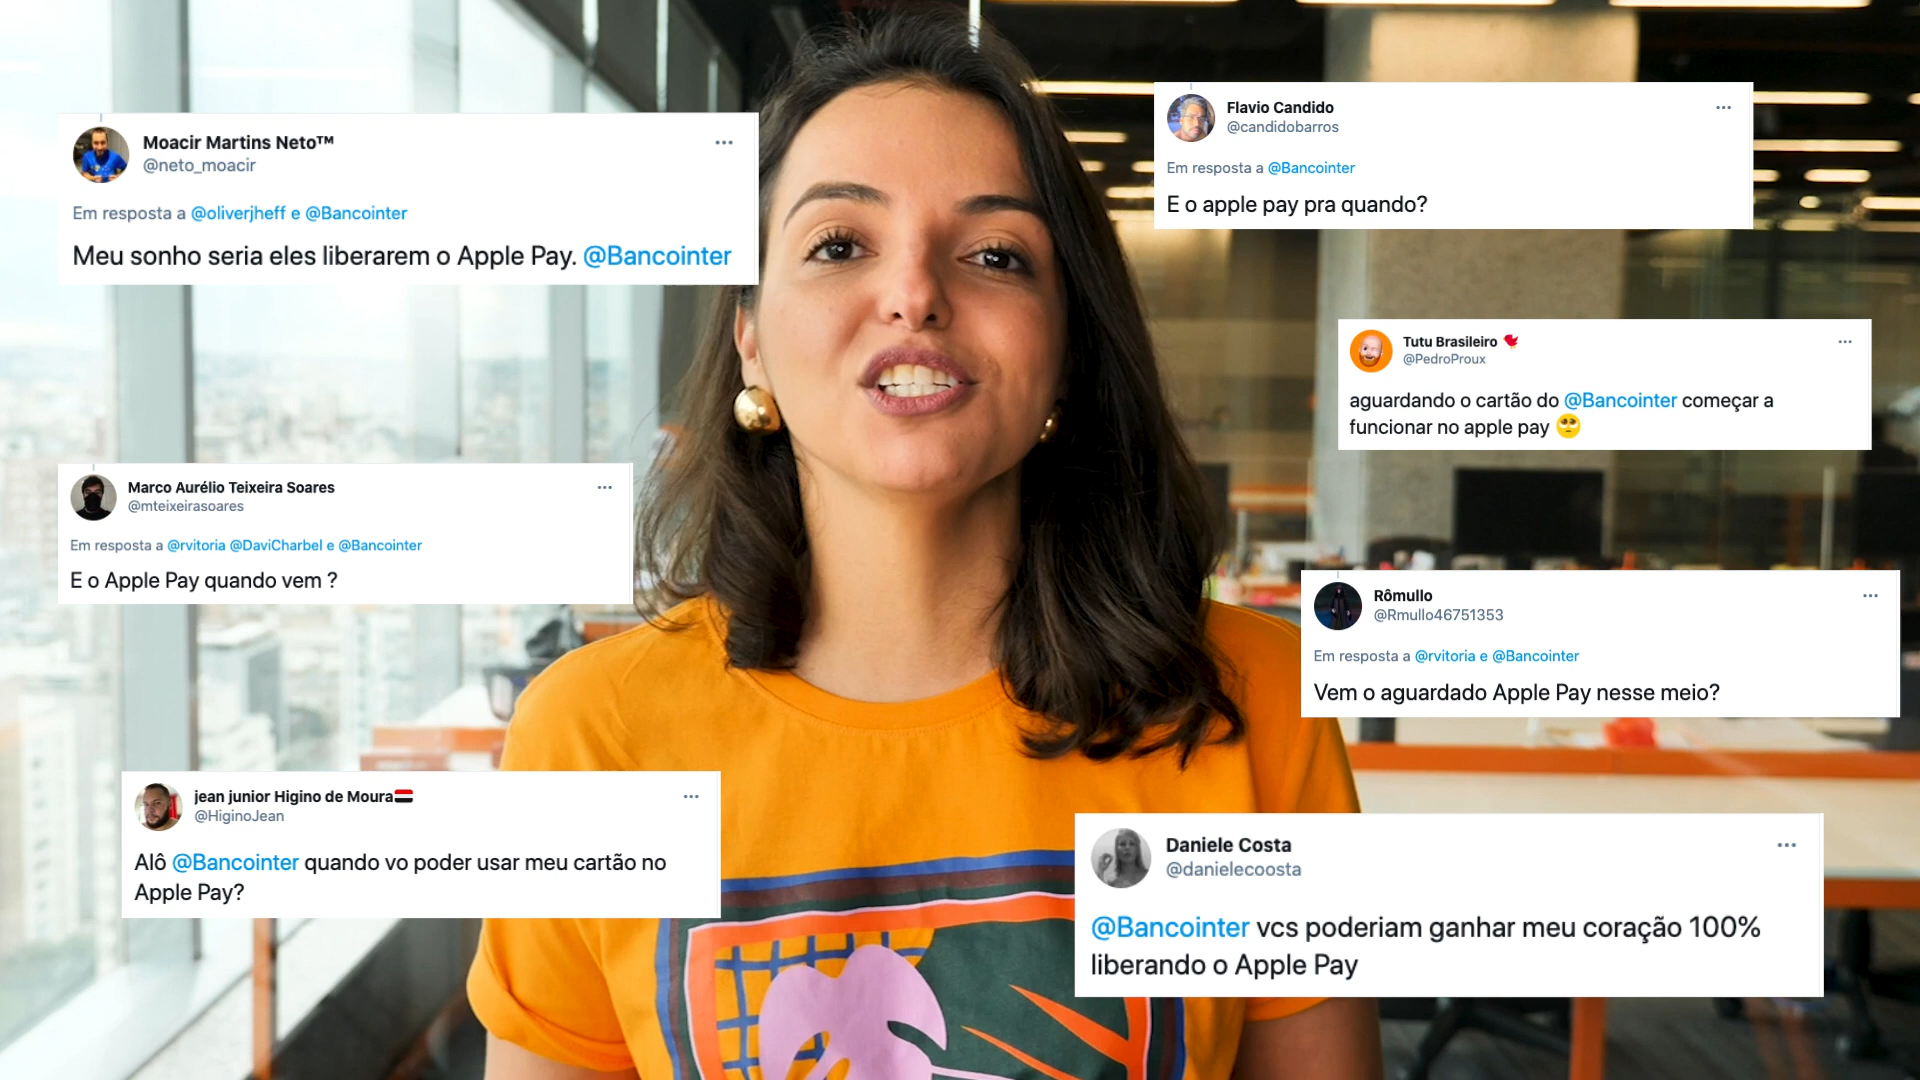 Moacir Martins Neto™
@neto_moacir
Em resposta a @oliverjheff e @Bancointer
Meu sonho seria eles liberarem o Apple Pay. @Bancointer
Flavio Candido
@candidobarros
Em resposta a @Bancointer
E o apple pay pra quando?
Tutu Brasileiro
@PedroProux
aguardando o cartão do @Bancointer começar a
funcionar no apple pay 🥺
Marco Aurélio Teixeira Soares
@mteixeirasoares
Em resposta a @rvitoria @DaviCharbel e @Bancointer
E o Apple Pay quando vem ?
Rômullo
@Rmullo46751353
Em resposta a @rvitoria e @Bancointer
Vem o aguardado Apple Pay nesse meio?
jean junior Higino de Moura
@HiginoJean
Alô @Bancointer quando vo poder usar meu cartão no
Apple Pay?
Daniele Costa
@danielecoosta
@Bancointer vcs poderiam ganhar meu coração 100%
liberando o Apple Pay